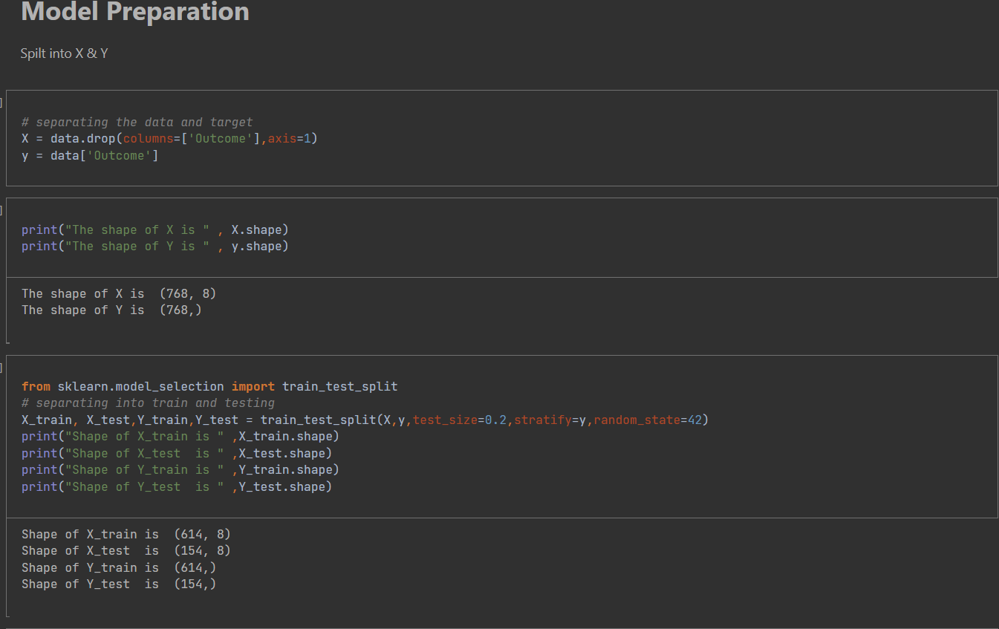 Model Preparation
Spilt into X & Y
]
# separating the data and target
X = data.drop(columns=['Outcome'],axis=1)
y = data['Outcome']
]
print("The shape of X is " , X.shape)
print("The shape of Y is " , y.shape)
The shape of X is  (768, 8)
The shape of Y is  (768,)
]
from sklearn.model_selection import train_test_split
# separating into train and testing
X_train, X_test,Y_train,Y_test = train_test_split(X,y,test_size=0.2,stratify=y,random_state=42)
print("Shape of X_train is " ,X_train.shape)
print("Shape of X_test  is " ,X_test.shape)
print("Shape of Y_train is " ,Y_train.shape)
print("Shape of Y_test  is " ,Y_test.shape)
Shape of X_train is  (614, 8)
Shape of X_test  is  (154, 8)
Shape of Y_train is  (614,)
Shape of Y_test  is  (154,)